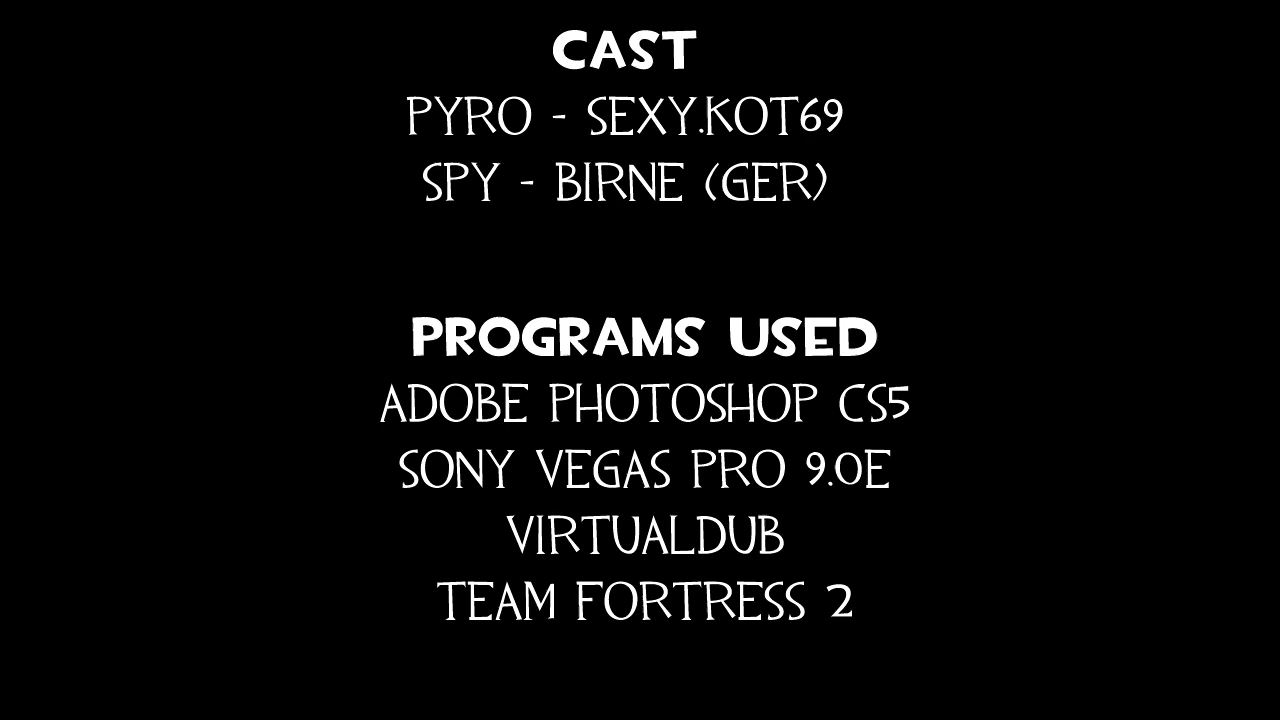 CAST
PYRO - SEXY.KOT69
SPY - BIRNE (GER)
PROGRAMS USED
ADOBE PHOTOSHOP CS5
SONY VEGAS PRO 9.0E
VIRTUALDUB
TEAM FORTRESS 2